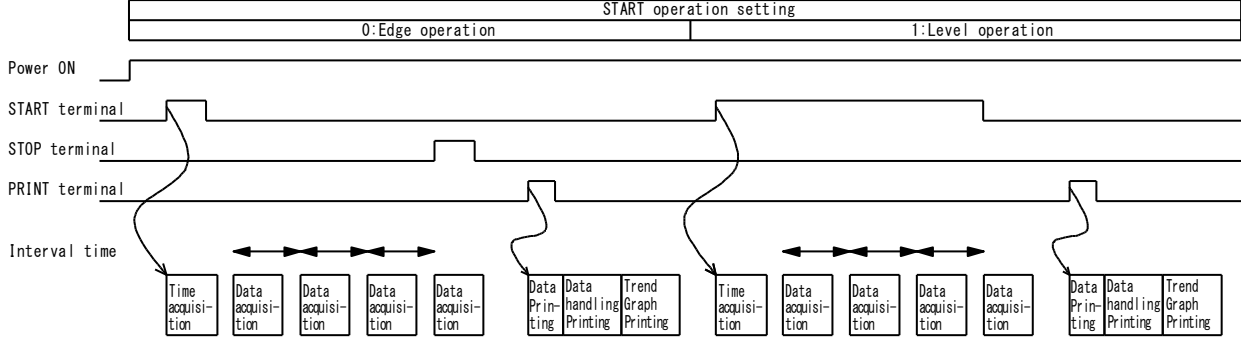 START operation setting
0:Edge operation
1:Level operation
Power ON
START terminal
STOP terminal
PRINT terminal
Interval time
Time
acquisi-
tion
Data
acquisi-
tion
Data
acquisi-
tion
Data
acquisi-
tion
Data
acquisi-
tion
Data
Prin-
ting
Data
handling
Printing
Trend
Graph
Printing
Time
acquisi-
tion
Data
acquisi-
tion
Data
acquisi-
tion
Data
acquisi-
tion
Data
acquisi-
tion
Data
Prin-
ting
Data
handling
Printing
Trend
Graph
Printing